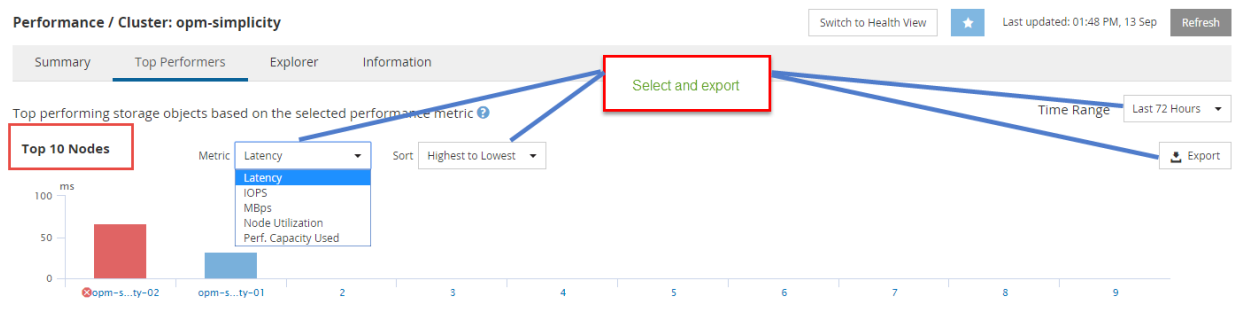 Performance / Cluster: opm-simplicity
Switch to Health View
Last updated: 01:48 PM, 13 Sep
Refresh
Summary
Top Performers
Explorer
Information
Select and export
Top performing storage objects based on the selected performance metric ?
Time Range
Last 72 Hours
Top 10 Nodes
Metric
Latency
Sort
Highest to Lowest
Export
Latency
IOPS
MBps
Node Utilization
Perf. Capacity Used
ms
100
50
0
opm-s...ty-02
opm-s...ty-01
2
3
4
5
6
7
8
9